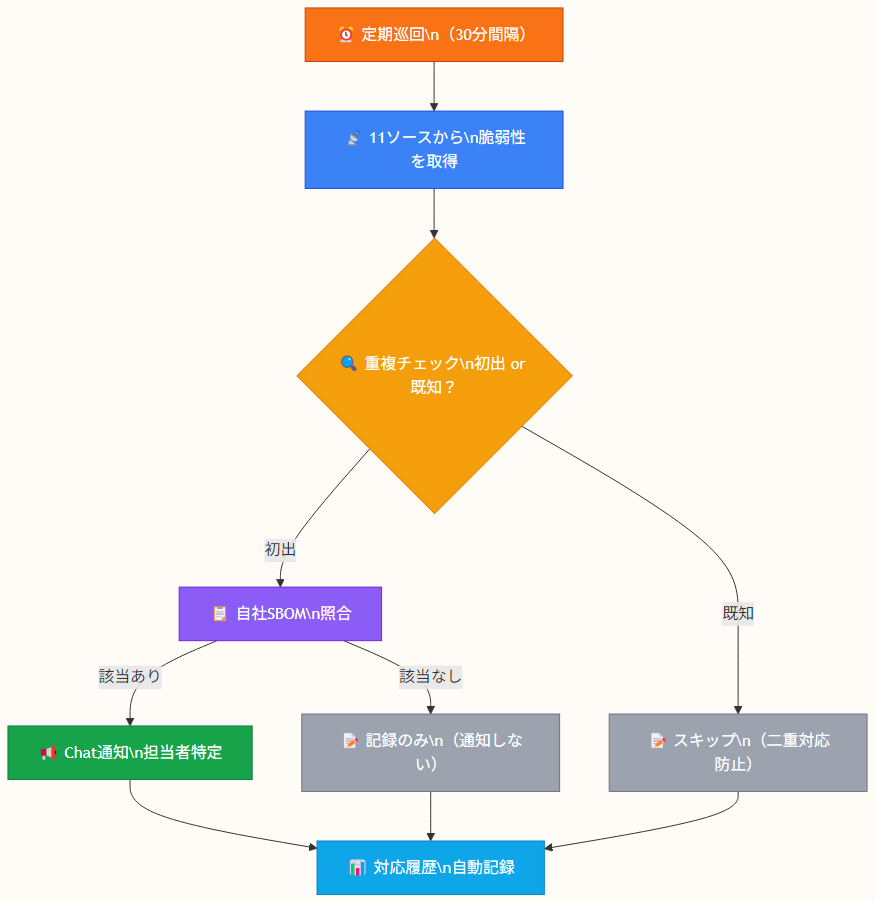 ⏰ 定期巡回\n（30分間隔）
📡 11ソースから\n脆弱性
を取得
🔍 重複チェック\n初出 or
既知？
初出
📋 自社SBOM\n照合
既知
該当あり
該当なし
📢 Chat通知\n担当者特定
📝 記録のみ\n（通知しな
い）
📝 スキップ\n（二重対応
防止）
📊 対応履歴\n自動記録